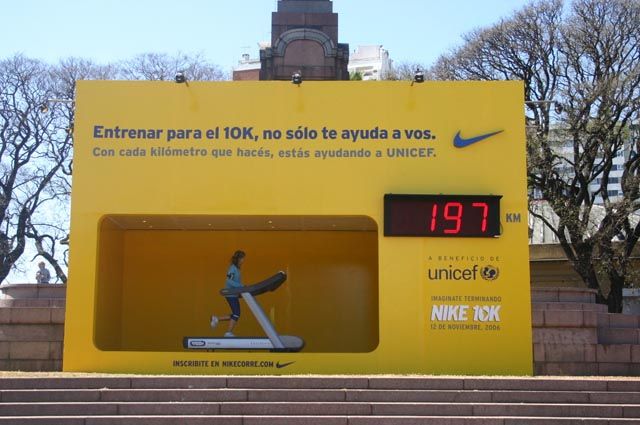 Entrenar para el 10K, no sólo te ayuda a vos.
Con cada kilómetro que hacés, estás ayudando a UNICEF.
197 KM
A BENEFICIO DE
unicef
IMAGINATE TERMINANDO
NIKE 10K
12 DE NOVIEMBRE, 2006
INSCRIBITE EN NIKECORRE.COM